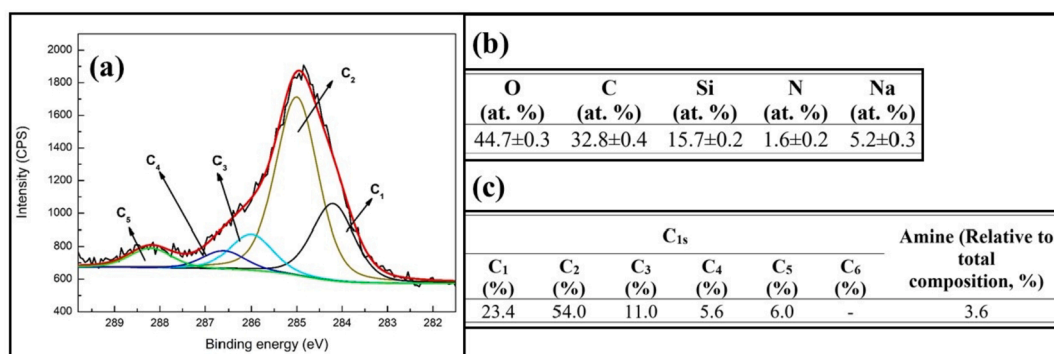 (a)
C2
C1
C3
C4
C5
2000
1800
1600
1400
1200
1000
800
600
400
Intensity (CPS)
289 288 287 286 285 284 283 282
Binding energy (eV)
(b)
O C Si N Na
(at. %) (at. %) (at. %) (at. %) (at. %)
44.7±0.3 32.8±0.4 15.7±0.2 1.6±0.2 5.2±0.3
(c)
C1s Amine (Relative to
total
composition, %)
C1 C2 C3 C4 C5 C6
(%) (%) (%) (%) (%) (%)
23.4 54.0 11.0 5.6 6.0 - 3.6